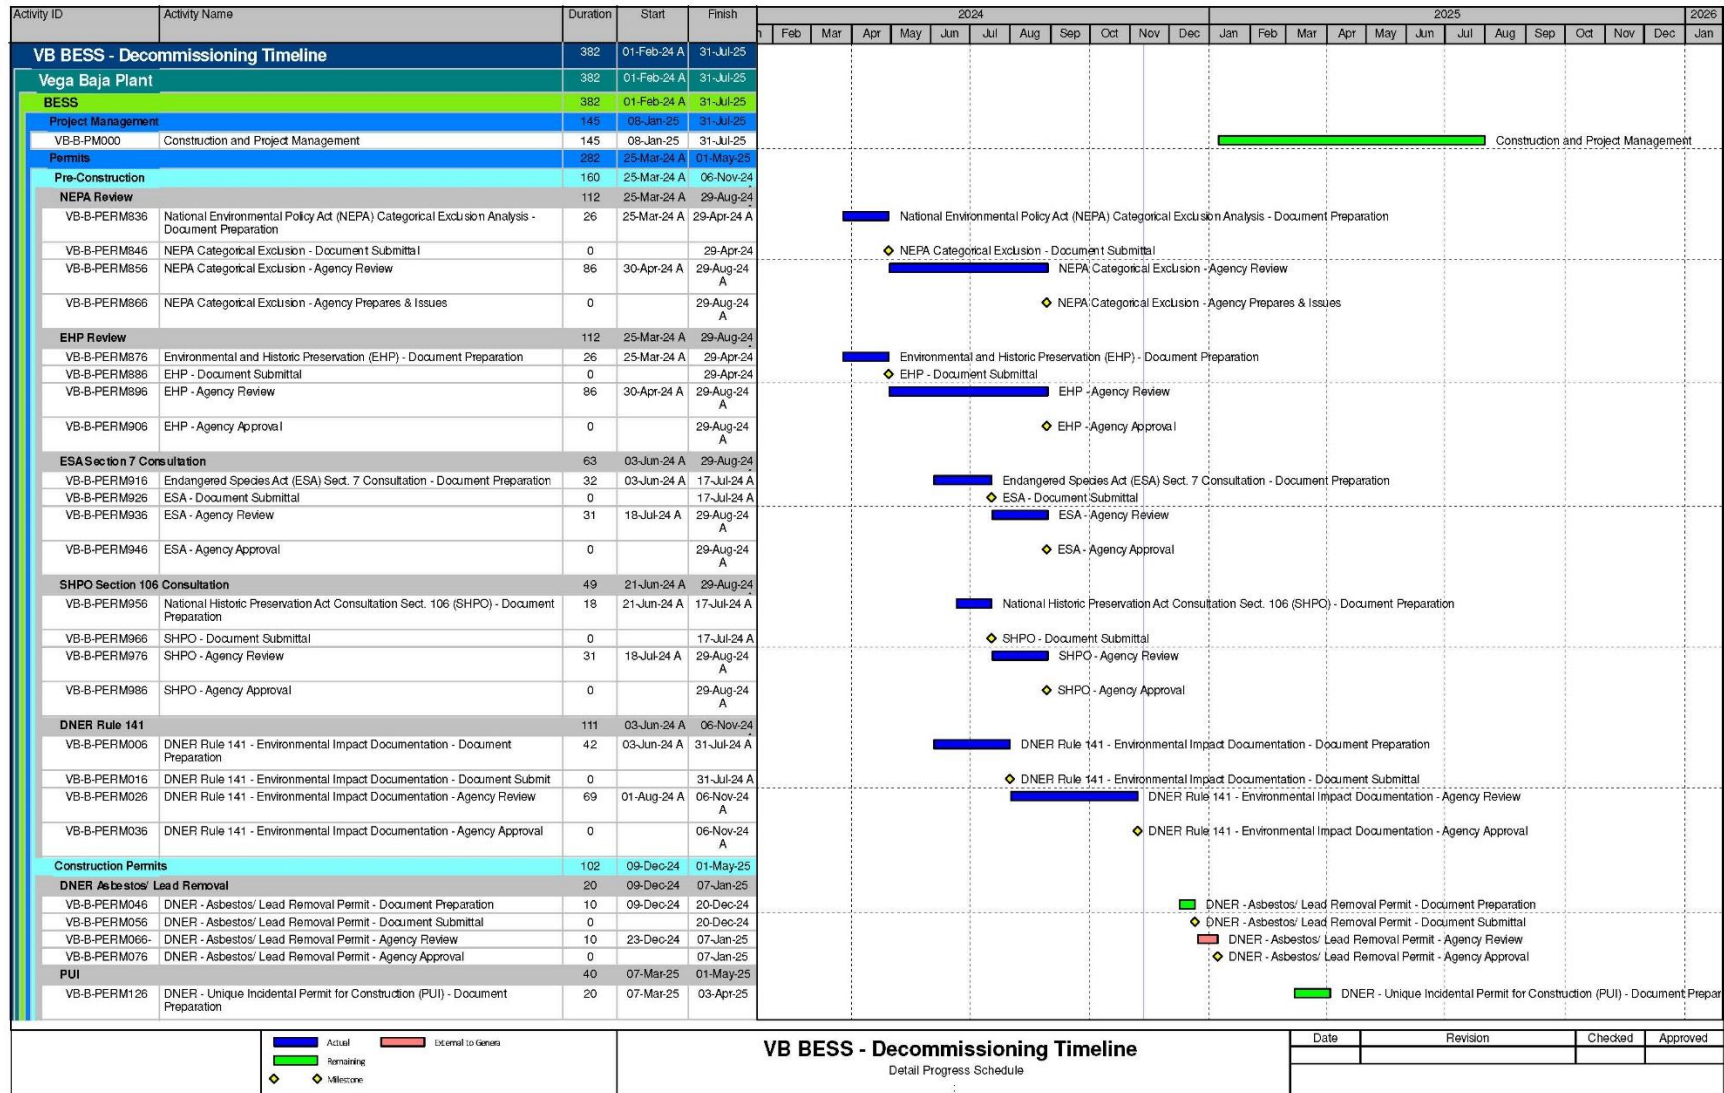 Activity ID Activity Name Duration Start Finish 2024 2025 2026
Feb Mar Apr May Jun Jul Aug Sep Oct Nov Dec Jan Feb Mar Apr May Jun Jul Aug Sep Oct Nov Dec Jan
VB BESS - Decommissioning Timeline 382 01-Feb-24 A 31-Jul-25
Vega Baja Plant 382 01-Feb-24 A 31-Jul-25
BESS 382 01-Feb-24 A 31-Jul-25
Project Management 145 08-Jan-25 31-Jul-25
VB-B-PM000 Construction and Project Management 145 08-Jan-25 31-Jul-25 Construction and Project Management
Permits 282 25-Mar-24 A 01-May-25
Pre-Construction 160 25-Mar-24 A 06-Nov-24
NEPA Review 112 25-Mar-24 A 29-Aug-24
VB-B-PERM836 National Environmental Policy Act (NEPA) Categorical Exclusion Analysis - 26 25-Mar-24 A 29-Apr-24 A National Environmental Policy Act (NEPA) Categorical Exclusion Analysis - Document Preparation
Document Preparation
VB-B-PERM846 NEPA Categorical Exclusion - Document Submittal 0 29-Apr-24 NEPA Categorical Exclusion - Document Submittal
VB-B-PERM856 NEPA Categorical Exclusion - Agency Review 86 30-Apr-24 A 29-Aug-24 NEPA Categorical Exclusion - Agency Review
A
VB-B-PERM866 NEPA Categorical Exclusion - Agency Prepares & Issues 0 29-Aug-24 NEPA Categorical Exclusion - Agency Prepares & Issues
A
EHP Review 112 25-Mar-24 A 29-Aug-24
VB-B-PERM876 Environmental and Historic Preservation (EHP) - Document Preparation 26 25-Mar-24 A 29-Apr-24 Environmental and Historic Preservation (EHP) - Document Preparation
VB-B-PERM886 EHP - Document Submittal 0 29-Apr-24 EHP - Document Submittal
VB-B-PERM896 EHP - Agency Review 86 30-Apr-24 A 29-Aug-24 EHP - Agency Review
A
VB-B-PERM906 EHP - Agency Approval 0 29-Aug-24 EHP - Agency Approval
A
ESA Section 7 Consultation 63 03-Jun-24 A 29-Aug-24
VB-B-PERM916 Endangered Species Act (ESA) Sect. 7 Consultation - Document Preparation 32 03-Jun-24 A 17-Jul-24 A Endangered Species Act (ESA) Sect. 7 Consultation - Document Preparation
VB-B-PERM926 ESA - Document Submittal 0 17-Jul-24 A ESA - Document Submittal
VB-B-PERM936 ESA - Agency Review 31 18-Jul-24 A 29-Aug-24 ESA - Agency Review
A
VB-B-PERM946 ESA - Agency Approval 0 29-Aug-24 ESA - Agency Approval
A
SHPO Section 106 Consultation 49 21-Jun-24 A 29-Aug-24
VB-B-PERM956 National Historic Preservation Act Consultation Sect. 106 (SHPO) - Document 18 21-Jun-24 A 17-Jul-24 A National Historic Preservation Act Consultation Sect. 106 (SHPO) - Document Preparation
Preparation
VB-B-PERM966 SHPO - Document Submittal 0 17-Jul-24 A SHPO - Document Submittal
VB-B-PERM976 SHPO - Agency Review 31 18-Jul-24 A 29-Aug-24 SHPO - Agency Review
A
VB-B-PERM986 SHPO - Agency Approval 0 29-Aug-24 SHPO - Agency Approval
A
DNER Rule 141 111 03-Jun-24 A 06-Nov-24
VB-B-PERM006 DNER Rule 141 - Environmental Impact Documentation - Document 42 03-Jun-24 A 31-Jul-24 A DNER Rule 141 - Environmental Impact Documentation - Document Preparation
Preparation
VB-B-PERM016 DNER Rule 141 - Environmental Impact Documentation - Document Submit 0 31-Jul-24 A DNER Rule 141 - Environmental Impact Documentation - Document Submittal
VB-B-PERM026 DNER Rule 141 - Environmental Impact Documentation - Agency Review 69 01-Aug-24 A 06-Nov-24 DNER Rule 141 - Environmental Impact Documentation - Agency Review
A
VB-B-PERM036 DNER Rule 141 - Environmental Impact Documentation - Agency Approval 0 06-Nov-24 DNER Rule 141 - Environmental Impact Documentation - Agency Approval
A
Construction Permits 102 09-Dec-24 01-May-25
DNER Asbestos/ Lead Removal 20 09-Dec-24 07-Jan-25
VB-B-PERM046 DNER - Asbestos/ Lead Removal Permit - Document Preparation 10 09-Dec-24 20-Dec-24 DNER - Asbestos/ Lead Removal Permit - Document Preparation
VB-B-PERM056 DNER - Asbestos/ Lead Removal Permit - Document Submittal 0 20-Dec-24 DNER - Asbestos/ Lead Removal Permit - Document Submittal
VB-B-PERM066- DNER - Asbestos/ Lead Removal Permit - Agency Review 10 23-Dec-24 07-Jan-25 DNER - Asbestos/ Lead Removal Permit - Agency Review
VB-B-PERM076 DNER - Asbestos/ Lead Removal Permit - Agency Approval 0 07-Jan-25 DNER - Asbestos/ Lead Removal Permit - Agency Approval
PUI 40 07-Mar-25 01-May-25
VB-B-PERM126 DNER - Unique Incidental Permit for Construction (PUI) - Document 20 07-Mar-25 03-Apr-25 DNER - Unique Incidental Permit for Construction (PUI) - Document Prepar
Preparation
Actual External to Genera
Remaining
Milestone
VB BESS - Decommissioning Timeline
Detail Progress Schedule
Date Revision Checked Approved